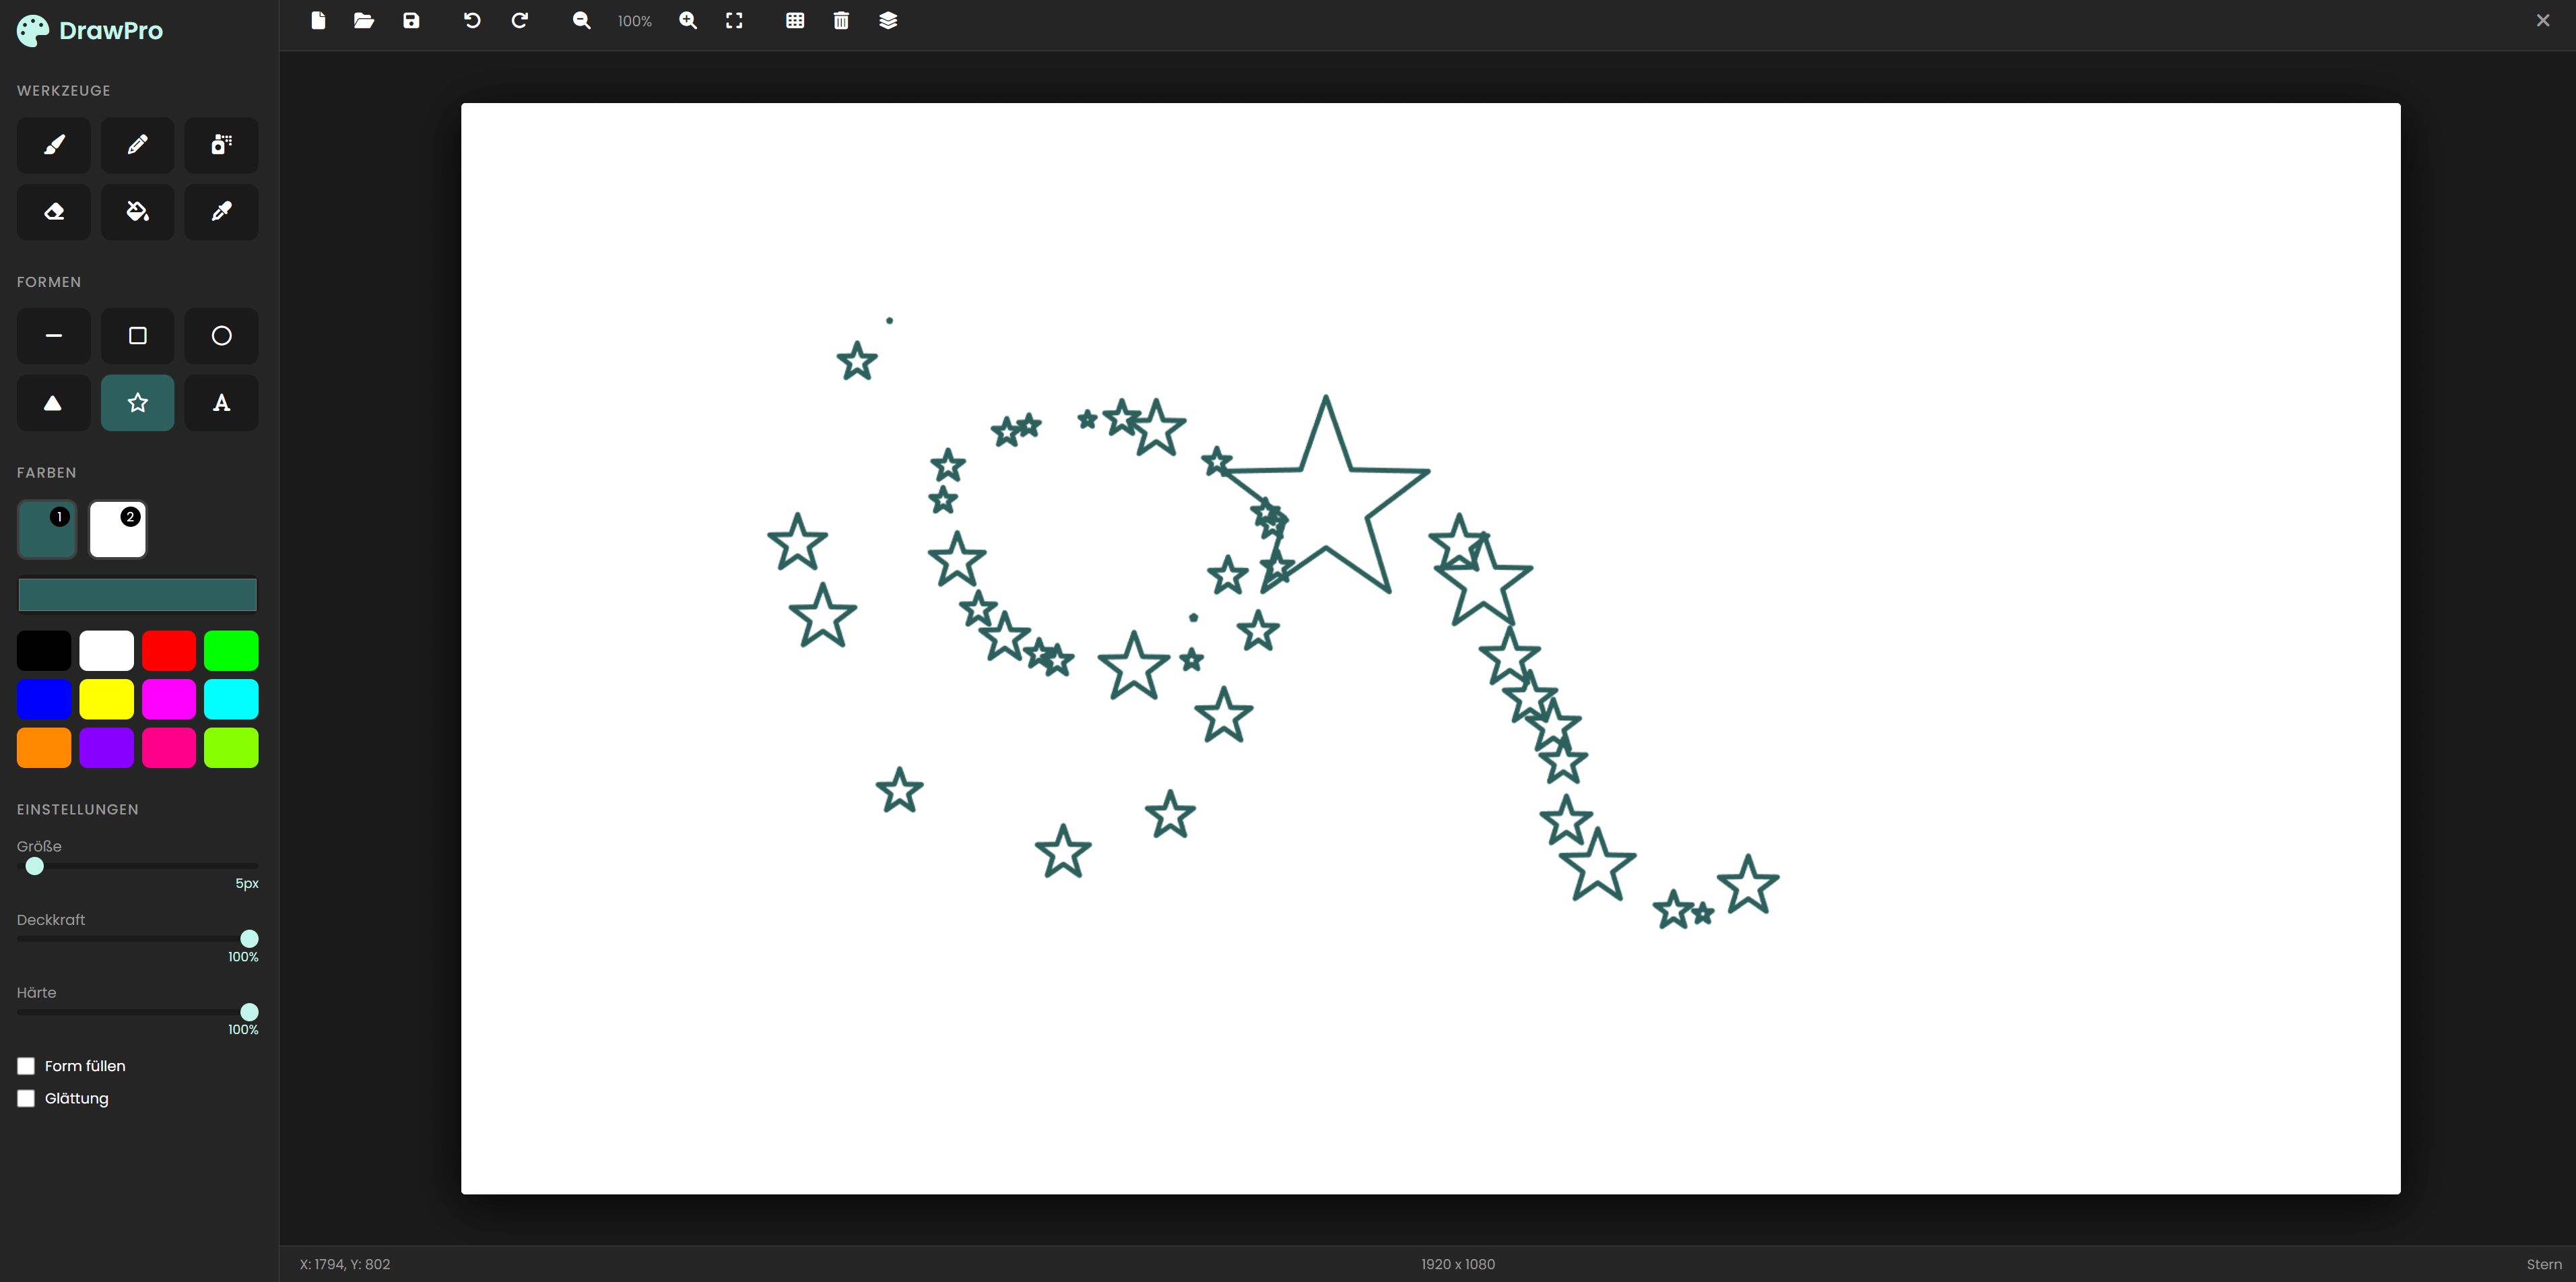 DrawPro
100%
WERKZEUGE
FORMEN
A
FARBEN
1
2
EINSTELLUNGEN
Größe
5px
Deckkraft
100%
Härte
100%
Form füllen
Glättung
X: 1794, Y: 802
1920 x 1080
Stern